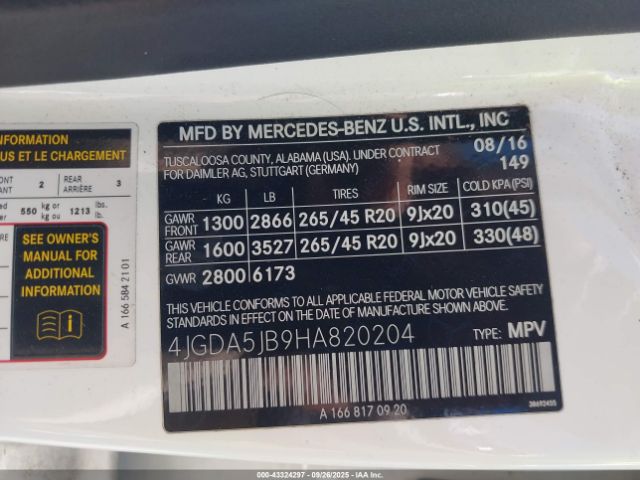 MFD BY MERCEDES-BENZ U.S. INTL., INC
TUSCALOOSA COUNTY, ALABAMA (USA). UNDER CONTRACT
FOR DAIMLER AG, STUTTGART (GERMANY)
08/16
149
KG LB TIRES RIM SIZE COLD KPA(PSI)
GAWR FRONT 1300 2866 265/45 R20 9Jx20 310(45)
GAWR REAR 1600 3527 265/45 R20 9Jx20 330(48)
GVWR 2800 6173
THIS VEHICLE CONFORMS TO ALL APPLICABLE FEDERAL MOTOR VEHICLE SAFETY
STANDARDS IN EFFECT ON THE DATE OF MANUFACTURE SHOWN ABOVE.
4JGDA5JB9HA820204
TYPE: MPV
A 166 817 09 20
38692455
INFORMATION
US ET LE CHARGEMENT
2 REAR
ARRIÈRE 3
550 kg or
kg ou 1213 lbs. or
lb.
SEE OWNER'S
MANUAL FOR
ADDITIONAL
INFORMATION
A 166 584 21 01
000-43324297 - 09/26/2025 - IAA Inc.